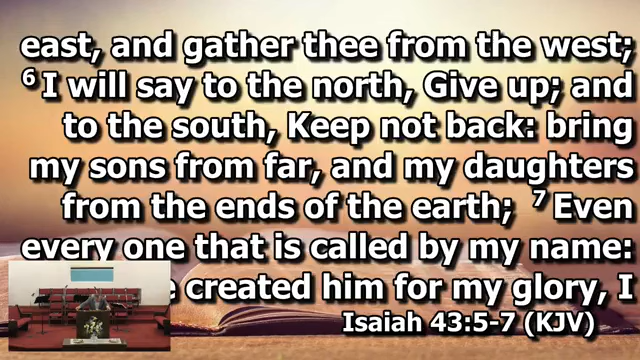 east, and gather thee from the west;
6 I will say to the north, Give up; and
to the south, Keep not back: bring
my sons from far, and my daughters
from the ends of the earth; 7 Even
every one that is called by my name:
created him for my glory, I
Isaiah 43:5-7 (KJV)